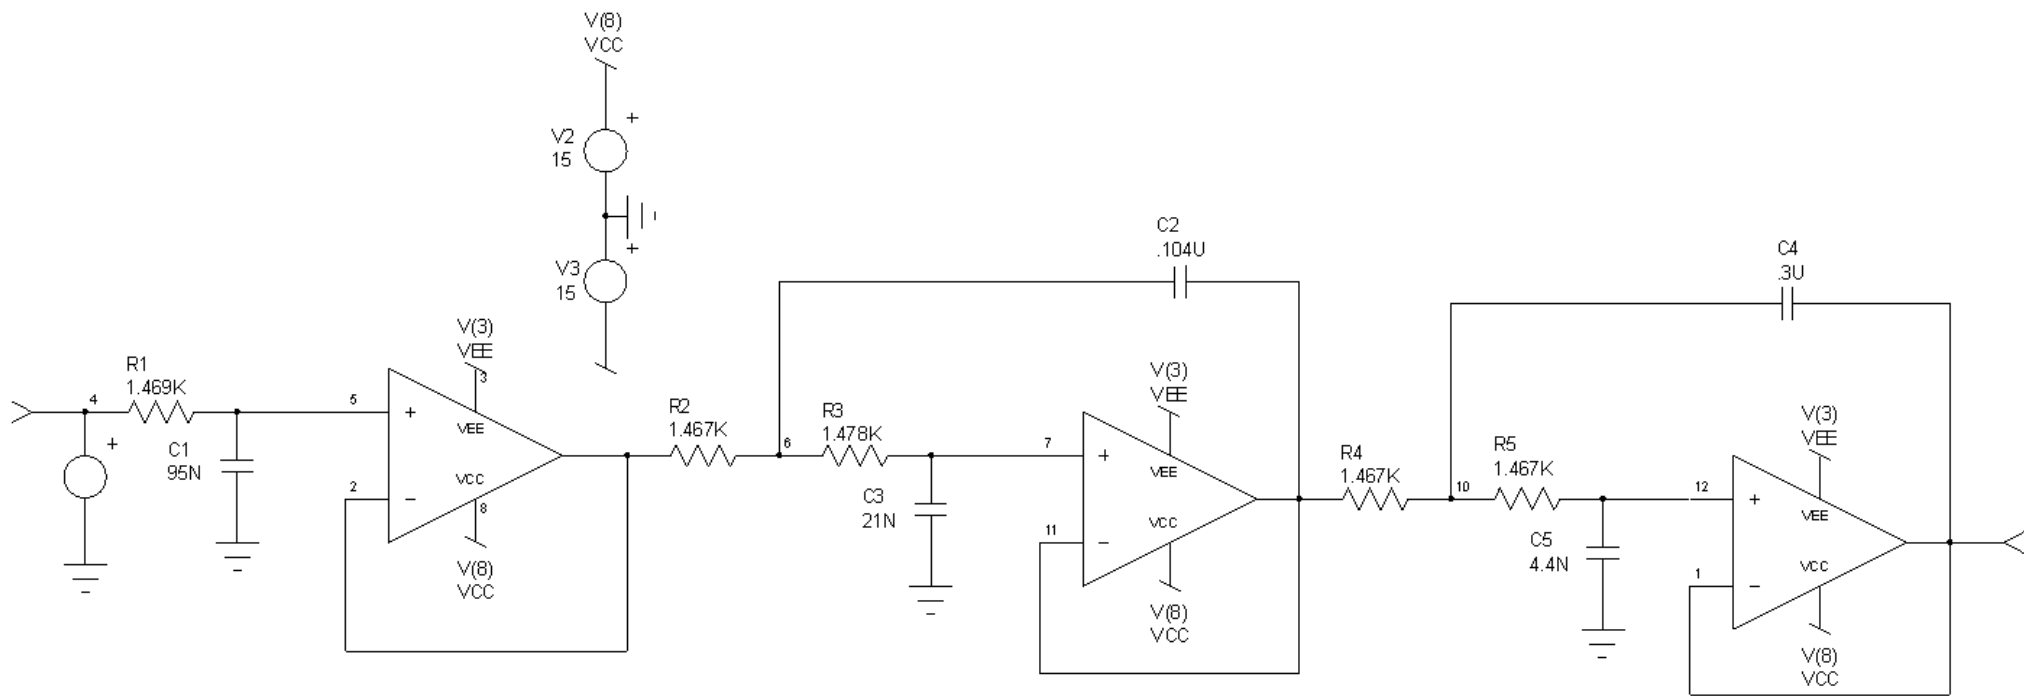 V(8)
VCC
+
V2
15
+
V3
15
C2
.104U
C4
.3U
R1
1.469K
4
+
C1
95N
5
2
V(3)
VEE
3
+
VEE
VCC
-
8
V(8)
VCC
R2
1.467K
6
R3
1.478K
7
C3
21N
11
V(3)
VEE
+
VEE
VCC
-
V(8)
VCC
R4
1.467K
10
R5
1.467K
12
C5
4.4N
1
V(3)
VEE
+
VEE
VCC
-
V(8)
VCC